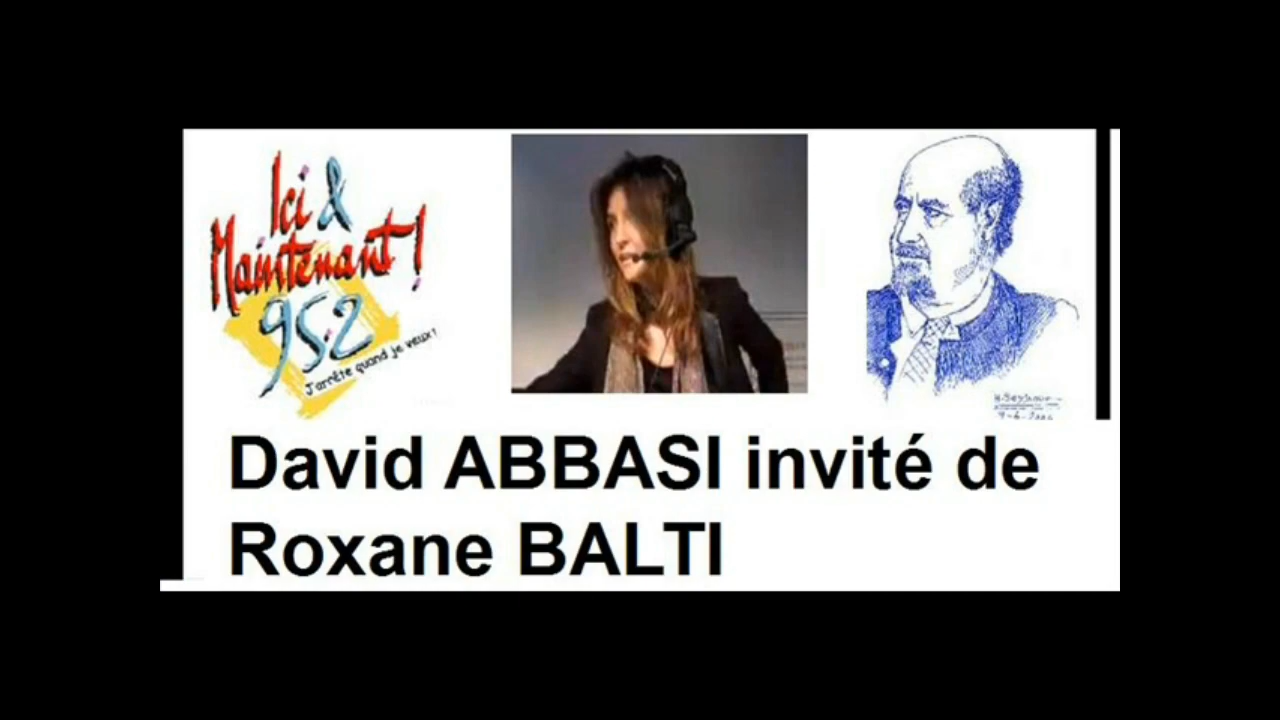 Ici &
Maintenant !
95.2
J'arrête quand je veux !
David ABBASI invité de
Roxane BALTI